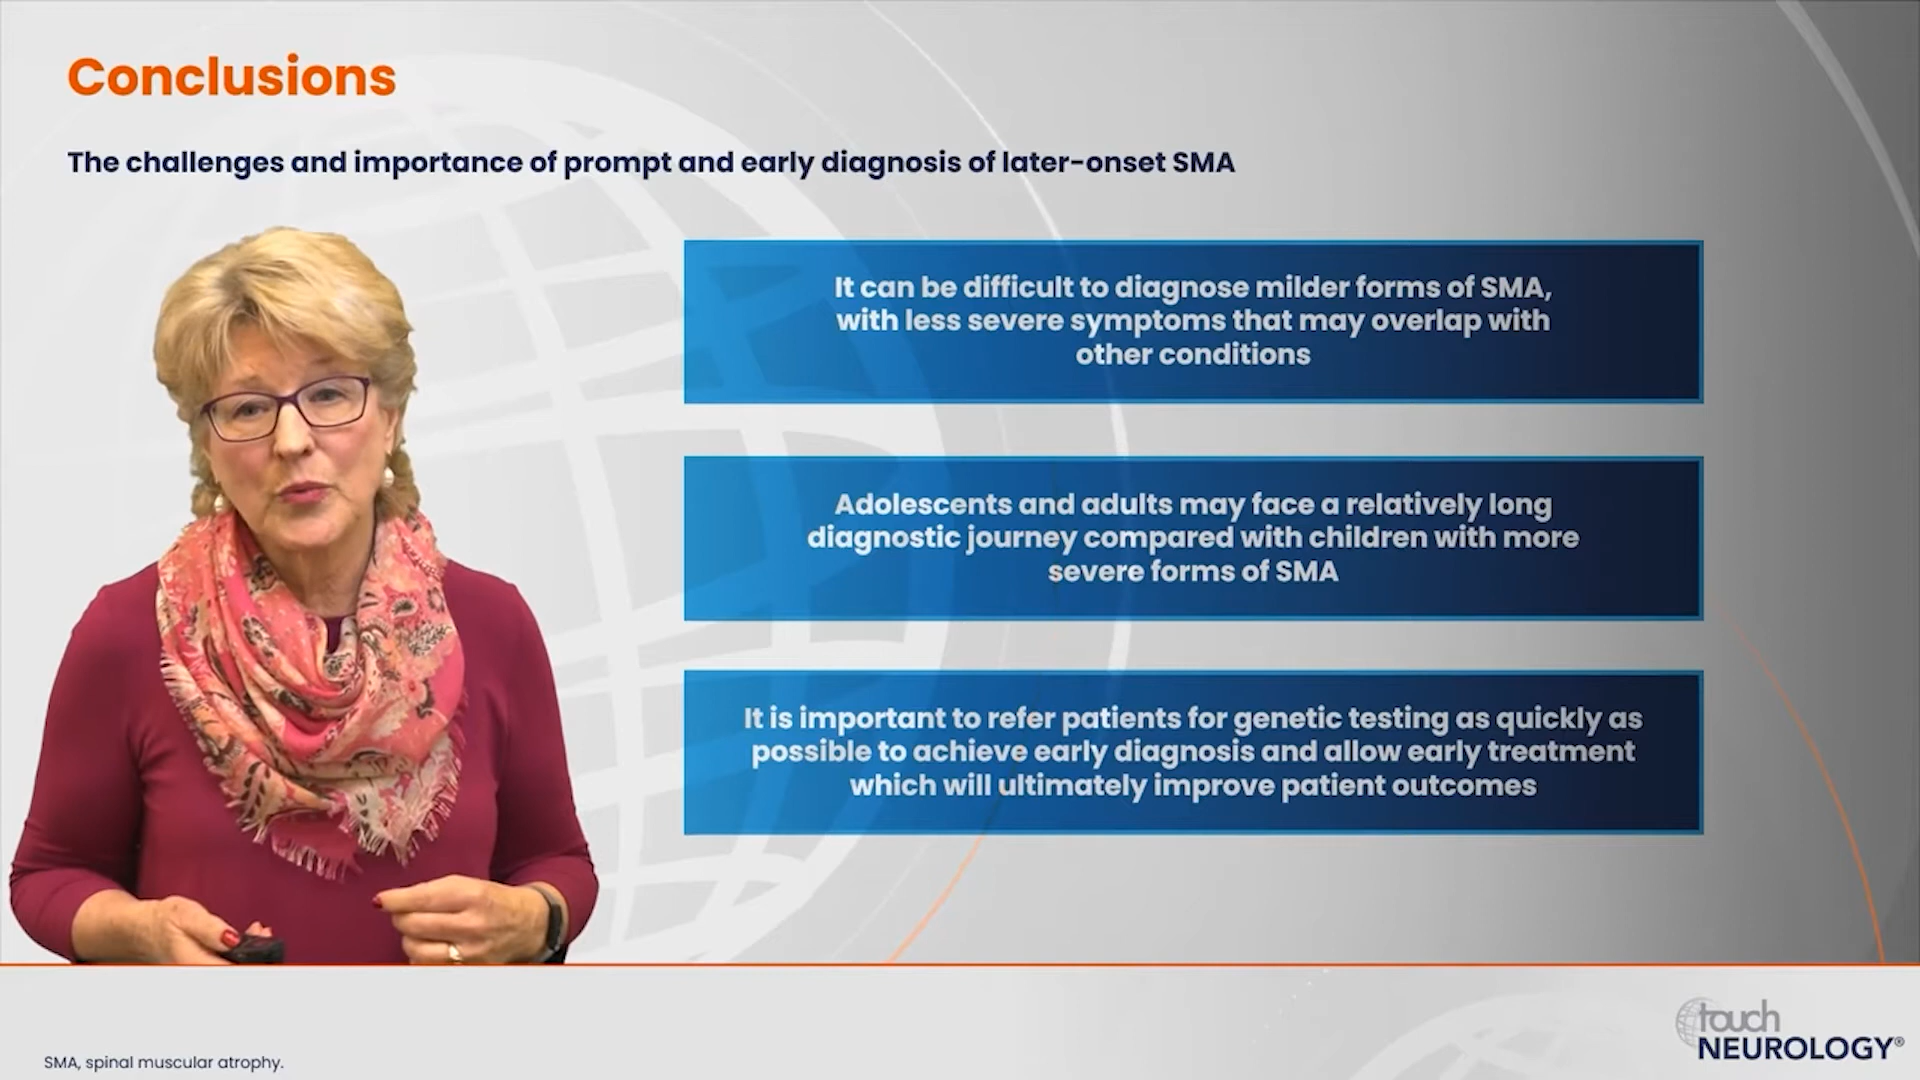 Conclusions
The challenges and importance of prompt and early diagnosis of later-onset SMA
It can be difficult to diagnose milder forms of SMA,
with less severe symptoms that may overlap with
other conditions
Adolescents and adults may face a relatively long
diagnostic journey compared with children with more
severe forms of SMA
It is important to refer patients for genetic testing as quickly as
possible to achieve early diagnosis and allow early treatment
which will ultimately improve patient outcomes
touch
NEUROLOGY®
SMA, spinal muscular atrophy.